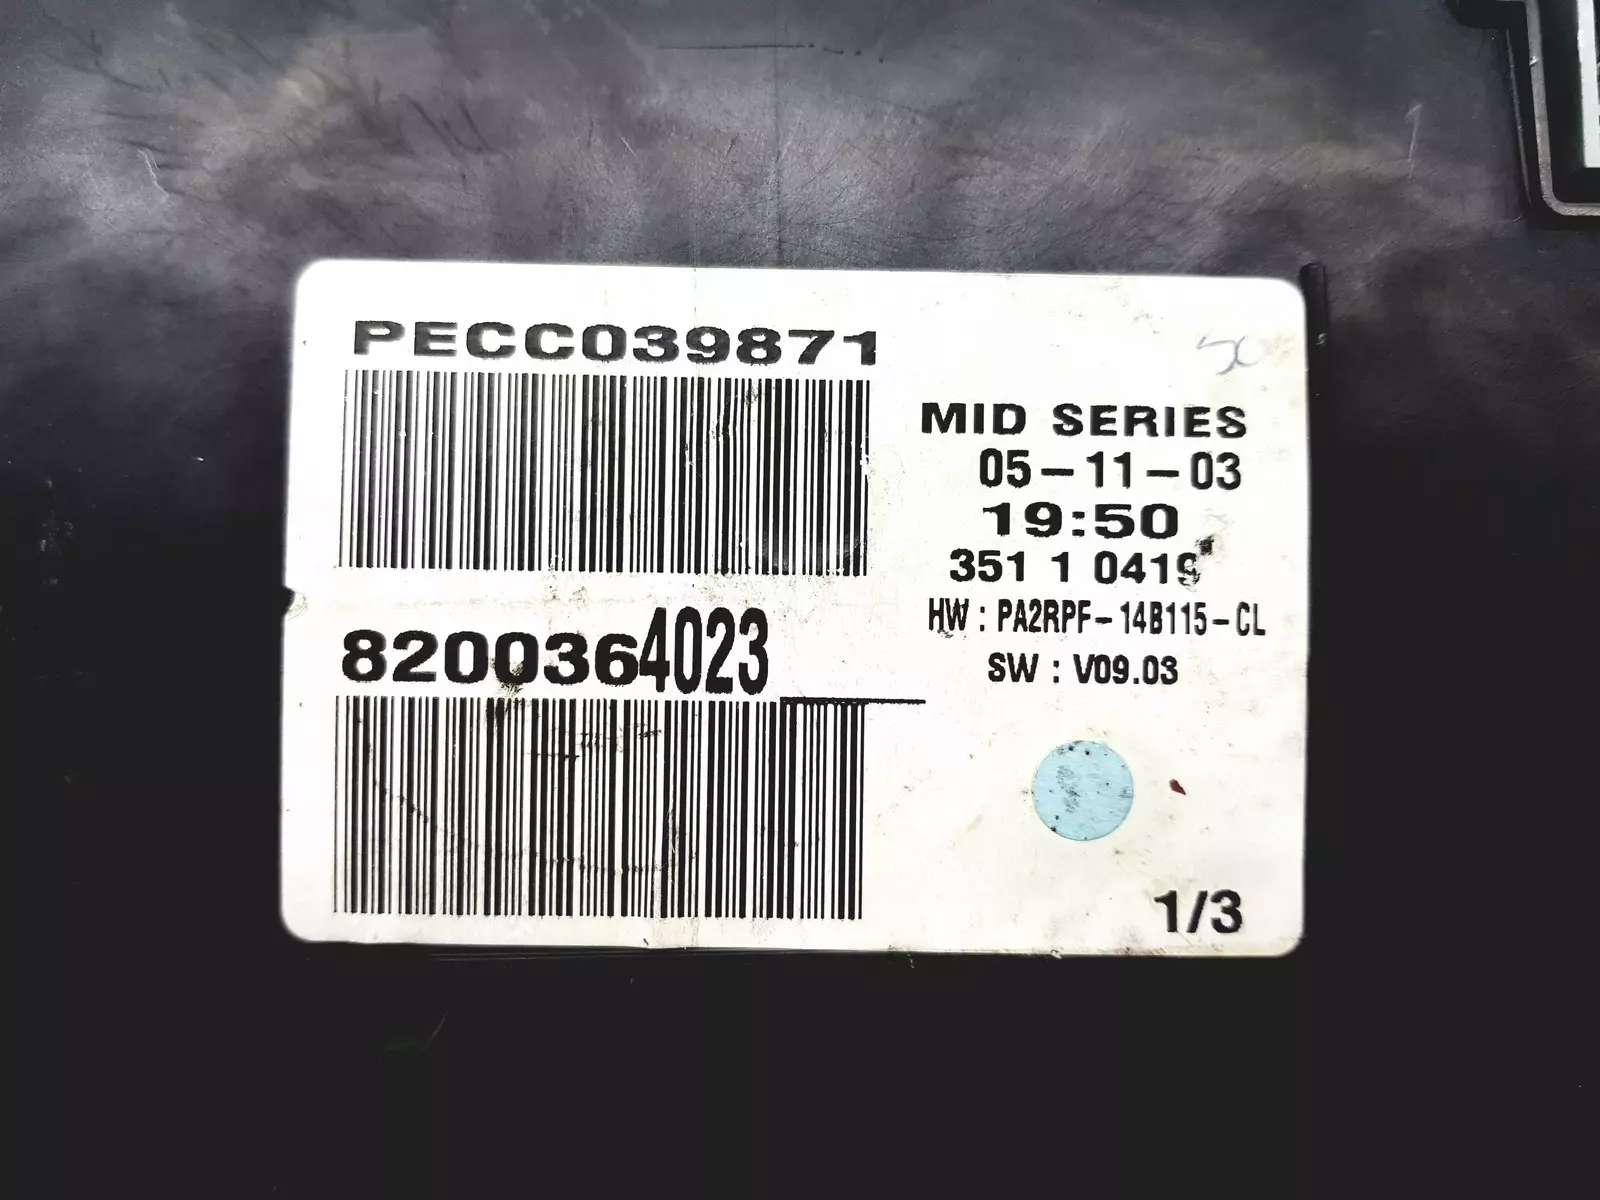 PECC039871
MID SERIES
05-11-03
19:50
351 1 0419
HW : PA2RPF-14B115-CL
SW : V09.03
8200364023
1/3